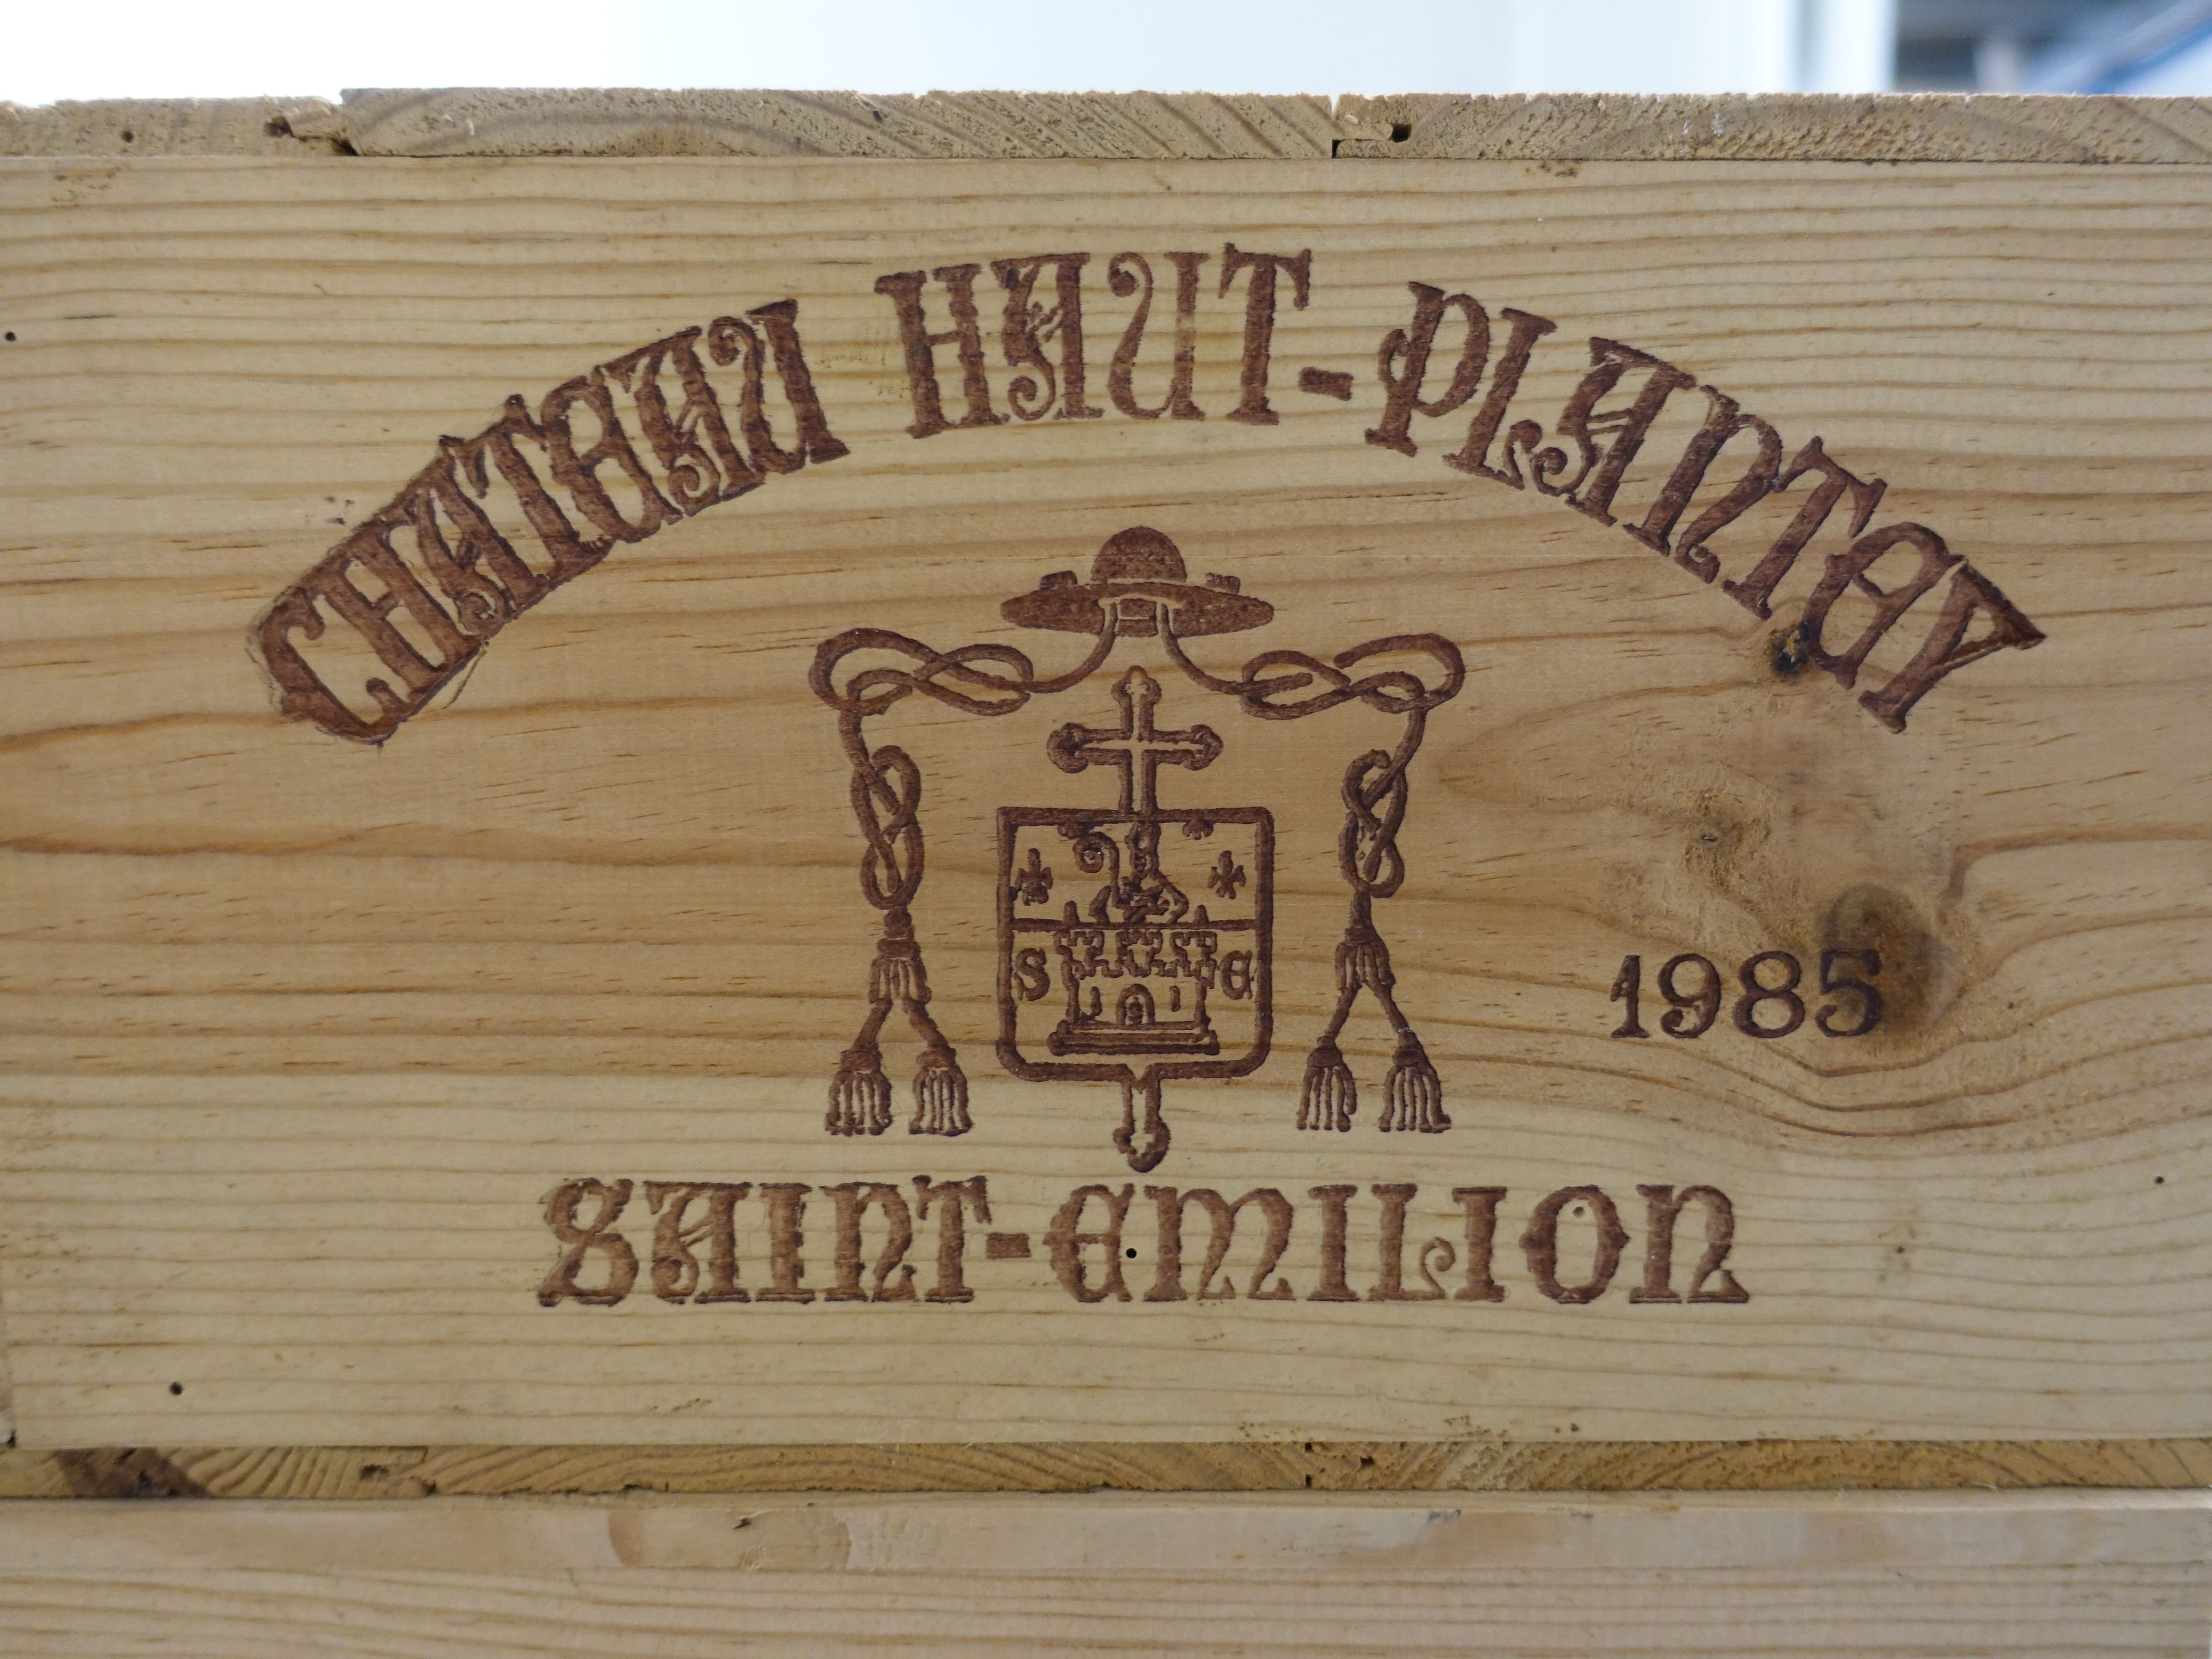 CHATEAU HAUT-PLANTEY
S E
1985
SAINT-EMILION